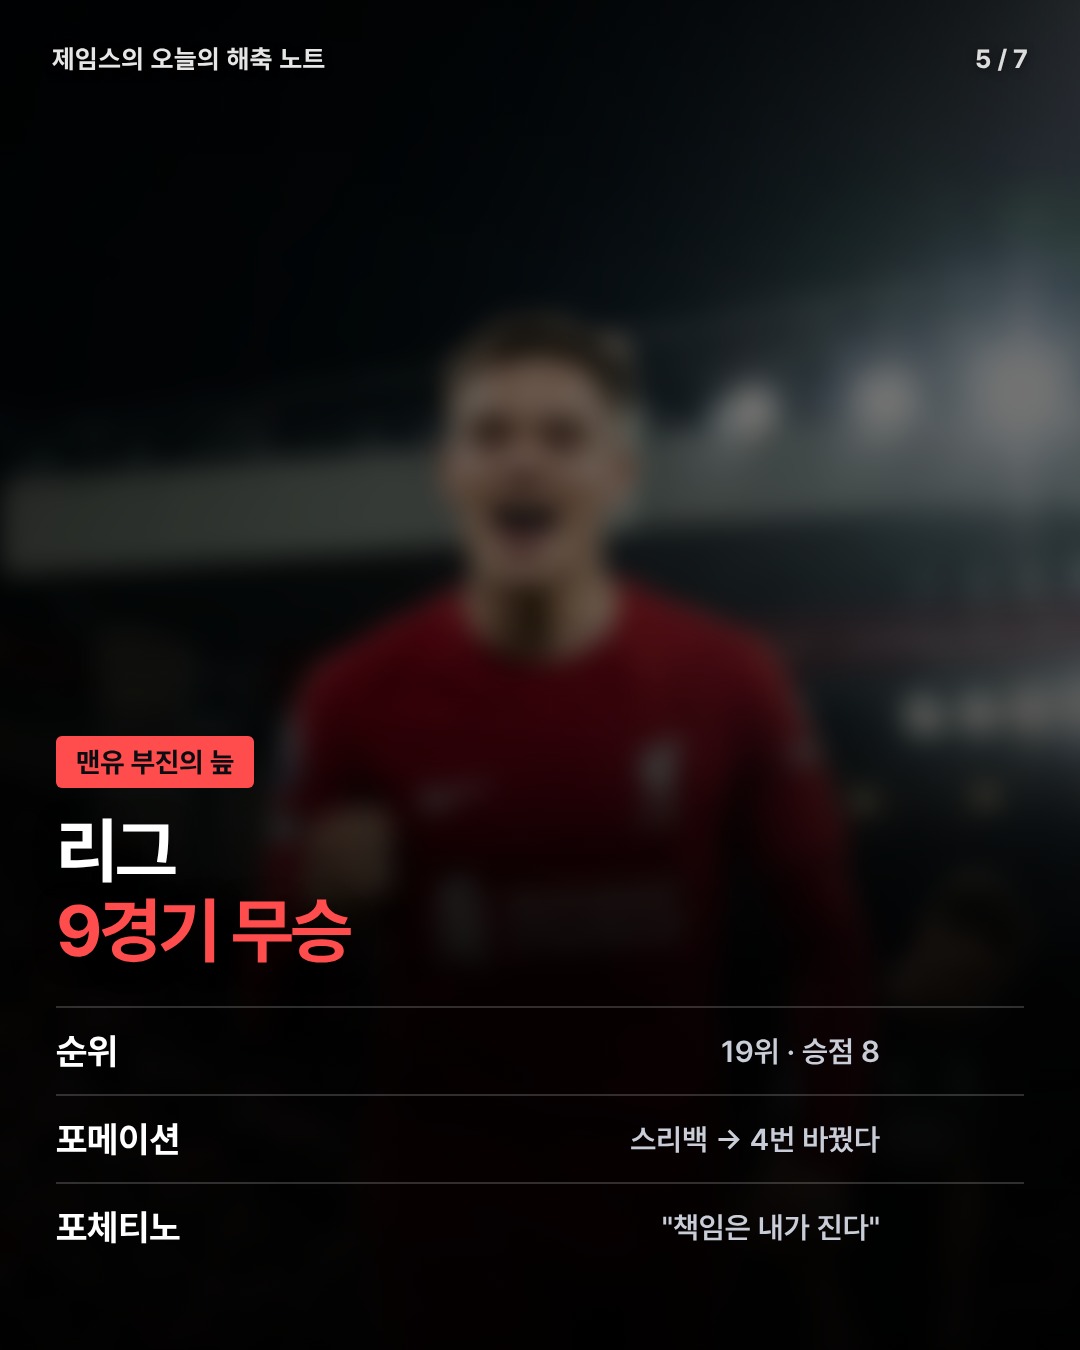 제임스의 오늘의 해축 노트
5 / 7
맨유 부진의 늪
리그
9경기 무승
순위
19위 · 승점 8
포메이션
스리백 → 4번 바꿨다
포체티노
"책임은 내가 진다"